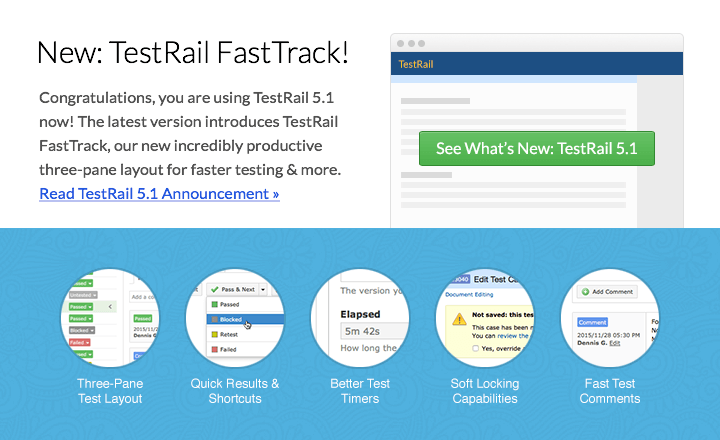 New: TestRail FastTrack!
Congratulations, you are using TestRail 5.1
now! The latest version introduces TestRail
FastTrack, our new incredibly productive
three-pane layout for faster testing & more.
Read TestRail 5.1 Announcement »
TestRail
See What's New: TestRail 5.1
Untested
Passed
Passed
Passed
Blocked
Failed
Add a co
Passed
2015/11/28
Dennis G.
Pass & Next
Passed
Blocked
Retest
Failed
The version you
Elapsed
5m 42s
How long the
Edit Test Ca
Document Editing
Not saved: this test
This case has been
You can review the
Yes, override
Add Comment
Comment
2015/11/28 05:30 PM
Dennis G. Edit
Three-Pane
Test Layout
Quick Results &
Shortcuts
Better Test
Timers
Soft Locking
Capabilities
Fast Test
Comments